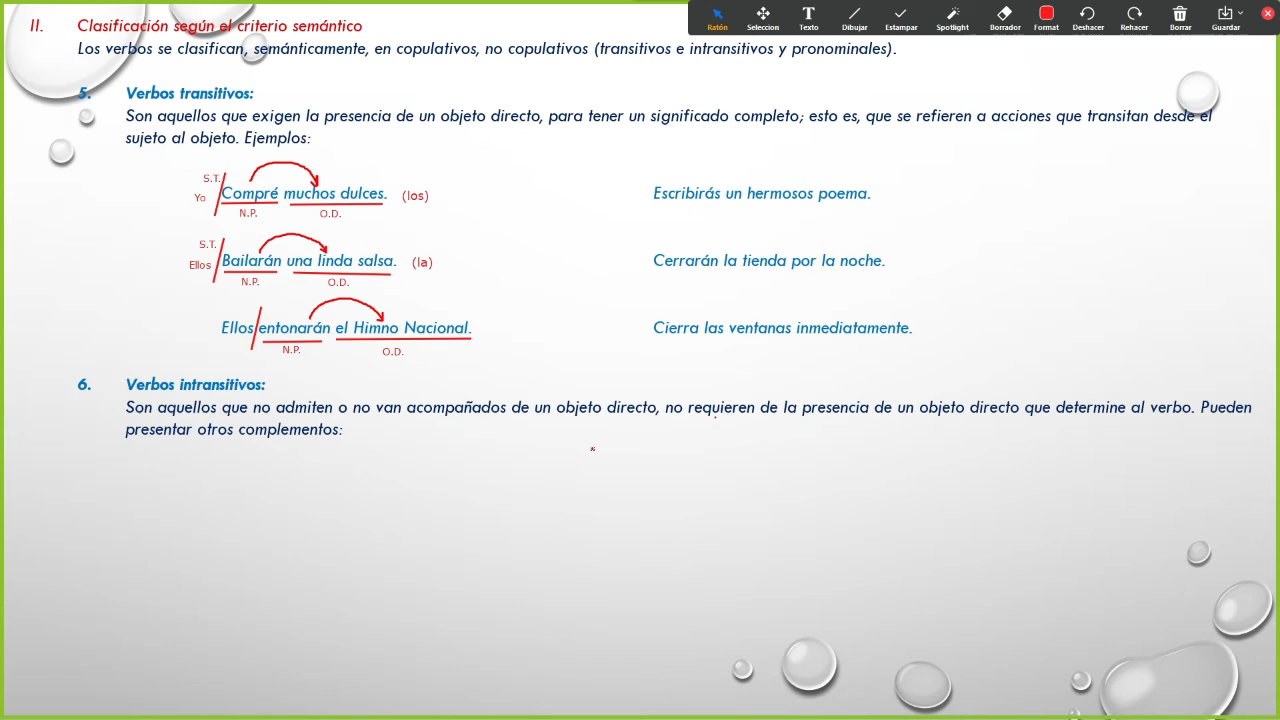 Ratón Seleccion Texto Dibujar Estampar Spotlight Borrador Format Deshacer Rehacer Borrar Guardar
II. Clasificación según el criterio semántico
Los verbos se clasifican, semánticamente, en copulativos, no copulativos (transitivos e intransitivos y pronominales).
5. Verbos transitivos:
Son aquellos que exigen la presencia de un objeto directo, para tener un significado completo; esto es, que se refieren a acciones que transitan desde el
sujeto al objeto. Ejemplos:
S.T.
Yo Compré muchos dulces. (los) Escribirás un hermosos poema.
N.P. O.D.
S.T.
Ellos Bailarán una linda salsa. (la) Cerrarán la tienda por la noche.
N.P. O.D.
Ellos entonarán el Himno Nacional. Cierra las ventanas inmediatamente.
N.P. O.D.
6. Verbos intransitivos:
Son aquellos que no admiten o no van acompañados de un objeto directo, no requieren de la presencia de un objeto directo que determine al verbo. Pueden
presentar otros complementos: